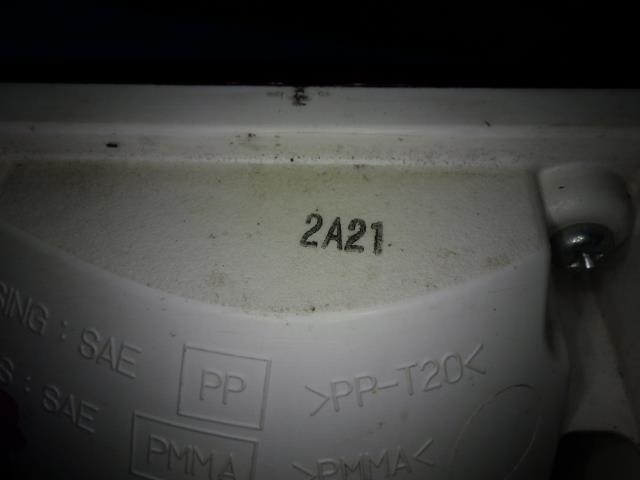 2A21
SING : SAE PP >PP-T20<
S : SAE PMMA >PMMA<